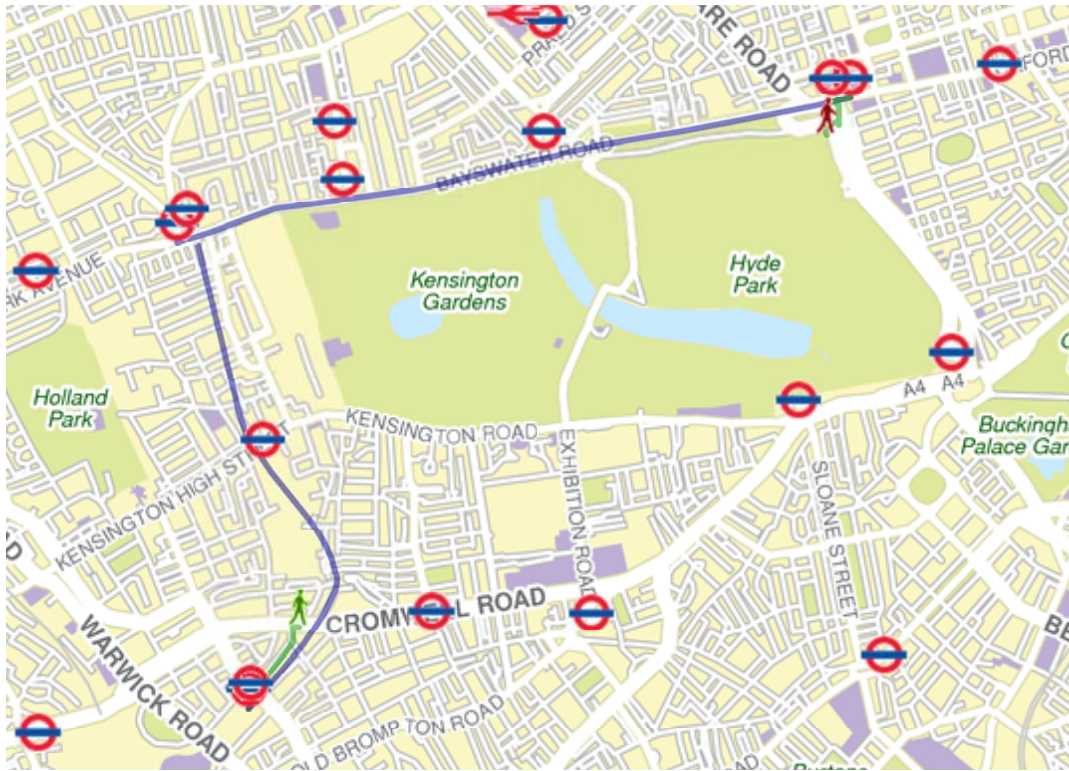 PRAED S
ARE ROAD
FORD
BAYSWATER ROAD
RK AVENUE
Kensington
Gardens
Hyde
Park
Holland
Park
A4 A4
Buckingh
Palace Gar
KENSINGTON ROAD
KENSINGTON HIGH STREET
EXHIBITION ROAD
SLOANE STREET
CROMWELL ROAD
WARWICK ROAD
OLD BROMPTON ROAD
BE